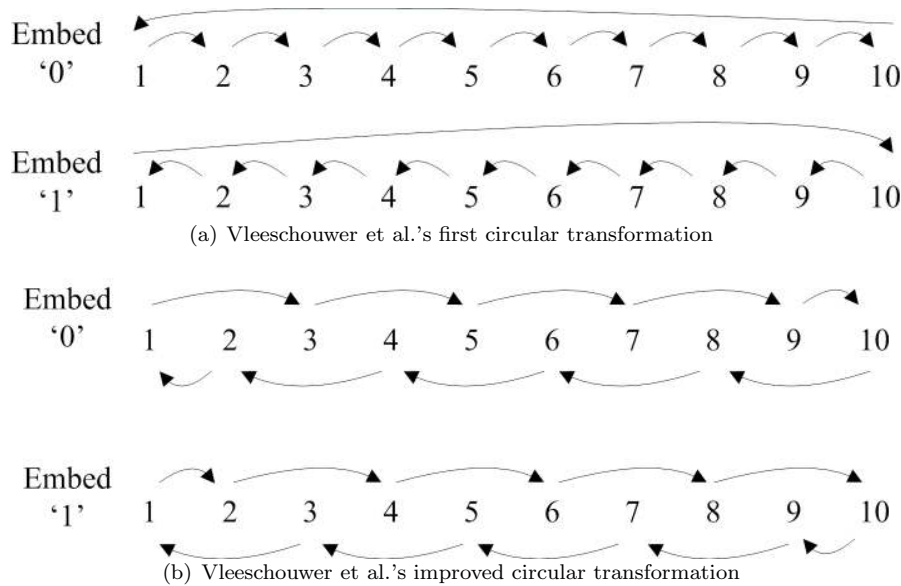 Embed
‘0’
1 2 3 4 5 6 7 8 9 10
Embed
‘1’
1 2 3 4 5 6 7 8 9 10
(a) Vleeschouwer et al.’s first circular transformation
Embed
‘0’
1 2 3 4 5 6 7 8 9 10
Embed
‘1’
1 2 3 4 5 6 7 8 9 10
(b) Vleeschouwer et al.’s improved circular transformation